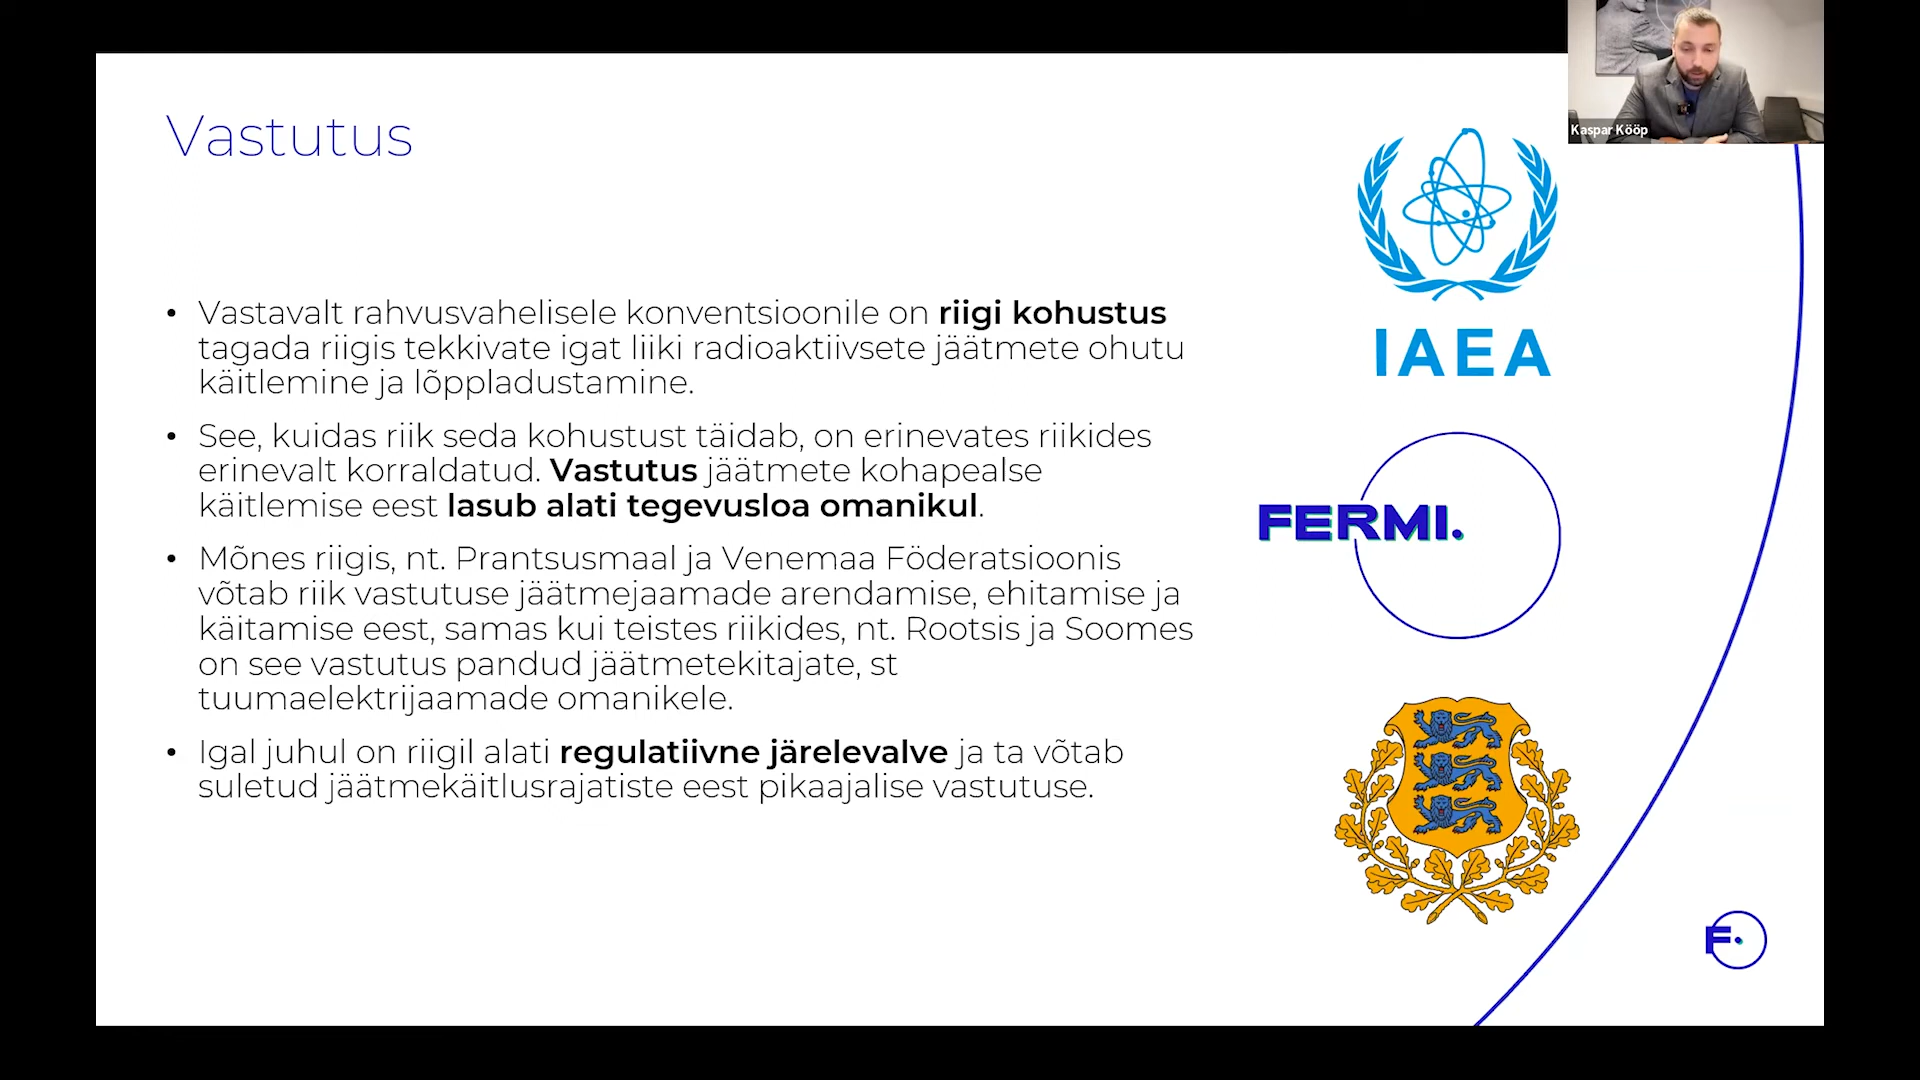 Kaspar Kööp
Vastutus
IAEA
• Vastavalt rahvusvahelisele konventsioonile on riigi kohustus
tagada riigis tekkivate igat liiki radioaktiivsete jäätmete ohutu
käitlemine ja lõppladustamine.
• See, kuidas riik seda kohustust täidab, on erinevates riikides
erinevalt korraldatud. Vastutus jäätmete kohapealse
käitlemise eest lasub alati tegevusloa omanikul.
FERMI.
• Mõnes riigis, nt. Prantsusmaal ja Venemaa Föderatsioonis
võtab riik vastutuse jäätmejaamade arendamise, ehitamise ja
käitamise eest, samas kui teistes riikides, nt. Rootsis ja Soomes
on see vastutus pandud jäätmetekitajate, st
tuumaelektrijaamade omanikele.
• Igal juhul on riigil alati regulatiivne järelevalve ja ta võtab
suletud jäätmekäitlusrajatiste eest pikaajalise vastutuse.
F.